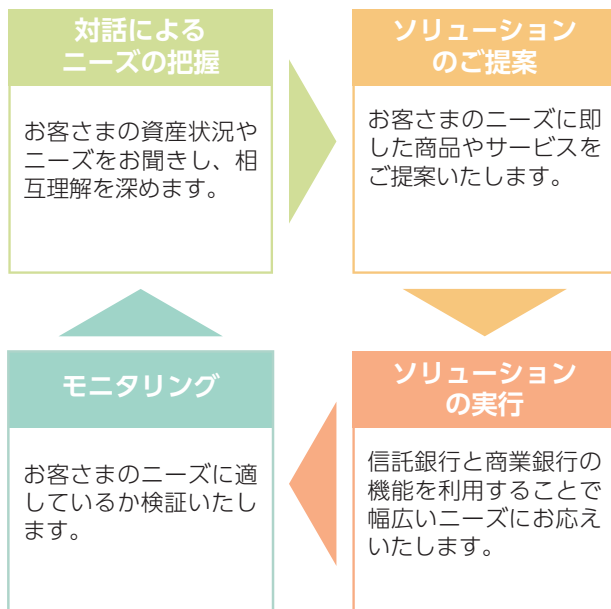 対話による
ニーズの把握
お客さまの資産状況や
ニーズをお聞きし、相
互理解を深めます。
ソリューション
のご提案
お客さまのニーズに即
した商品やサービスを
ご提案いたします。
ソリューション
の実行
信託銀行と商業銀行の
機能を利用することで
幅広いニーズにお応え
いたします。
モニタリング
お客さまのニーズに適
しているか検証いたし
ます。